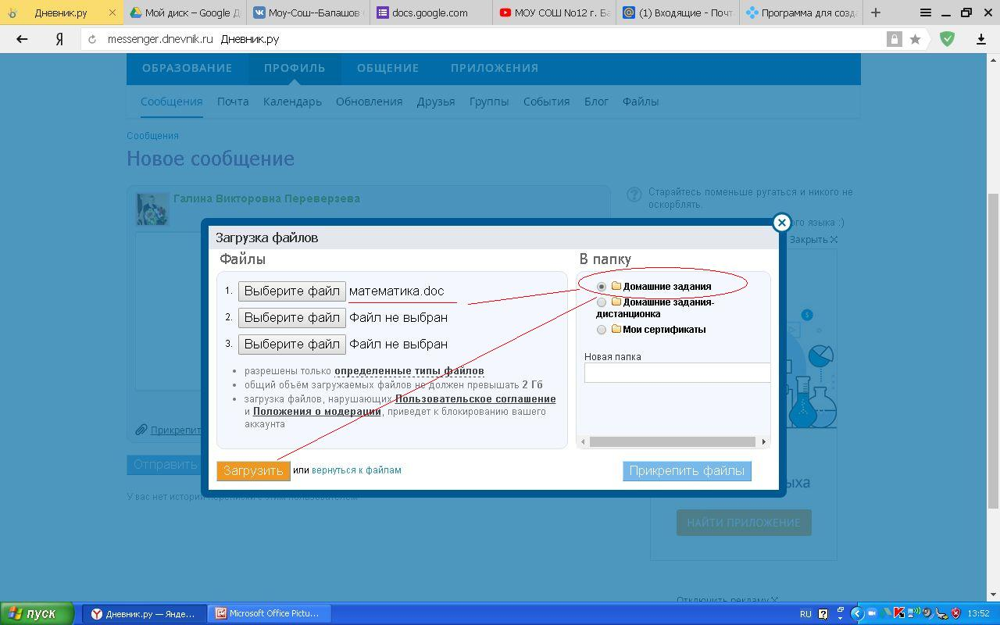 Дневник.ру
Мой диск – Google Д
Моу-Сош--Балашов
docs.google.com
МОУ СОШ №12 г. Ба
(1) Входящие - Почт
Программа для созда
Я
messenger.dnevnik.ru Дневник.ру
ОБРАЗОВАНИЕ ПРОФИЛЬ ОБЩЕНИЕ ПРИЛОЖЕНИЯ
Сообщения Почта Календарь Обновления Друзья Группы События Блог Файлы
Сообщения
Новое сообщение
Галина Викторовна Переверзева
Старайтесь поменьше ругаться и никого не
оскорблять.
ого языка :)
Закрыть
Загрузка файлов
Файлы
1. Выберите файл математика.doc
2. Выберите файл Файл не выбран
3. Выберите файл Файл не выбран
• разрешены только определенные типы файлов
• общий объём загружаемых файлов не должен превышать 2 Гб
• загрузка файлов, нарушающих Пользовательское соглашение
и Положения о модерации, приведет к блокированию вашего
аккаунта
В папку
Домашние задания
Домашние задания-
дистанционка
Мои сертификаты
Новая папка
Загрузить или вернуться к файлам
Прикрепить файлы
Прикрепит
Отправить
У вас нет истории переписки с этим пользователем
ыха
НАЙТИ ПРИЛОЖЕНИЕ
Отключить рекламу
пуск
Дневник.ру — Янде...
Microsoft Office Pictu...
RU
13:52